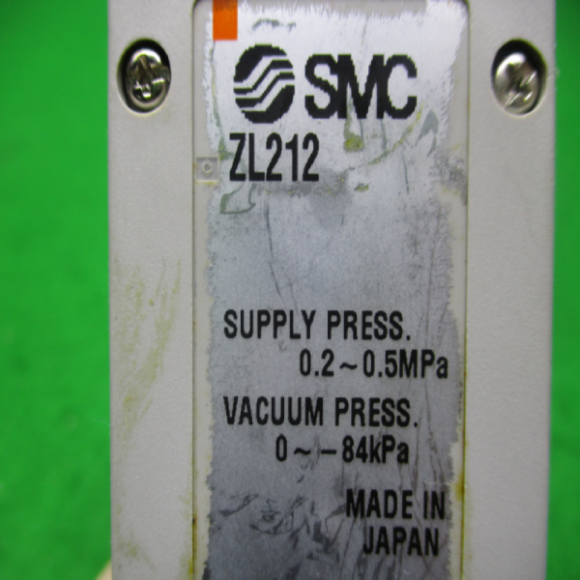 SMC
ZL212
SUPPLY PRESS.
0.2~0.5MPa
VACUUM PRESS.
0~-84kPa
MADE IN
JAPAN